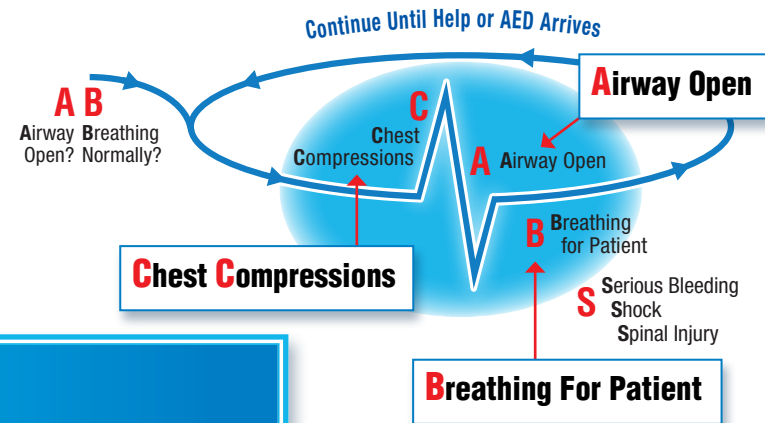 Continue Until Help or AED Arrives
A B
Airway Breathing
Open? Normally?
C
Chest
Compressions
A Airway Open
Airway Open
B Breathing
for Patient
Chest Compressions
S Serious Bleeding
Shock
Spinal Injury
Breathing For Patient